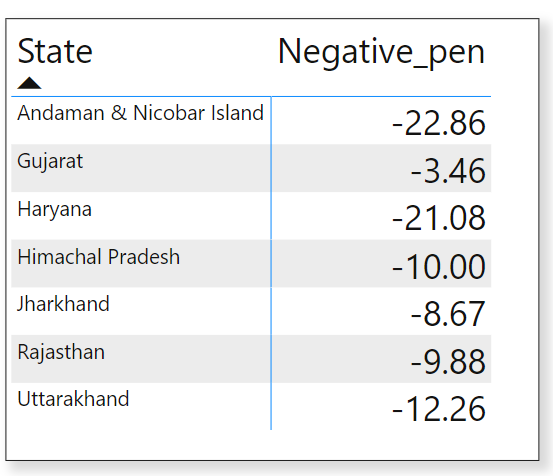 State Negative_pen
Andaman & Nicobar Island -22.86
Gujarat -3.46
Haryana -21.08
Himachal Pradesh -10.00
Jharkhand -8.67
Rajasthan -9.88
Uttarakhand -12.26